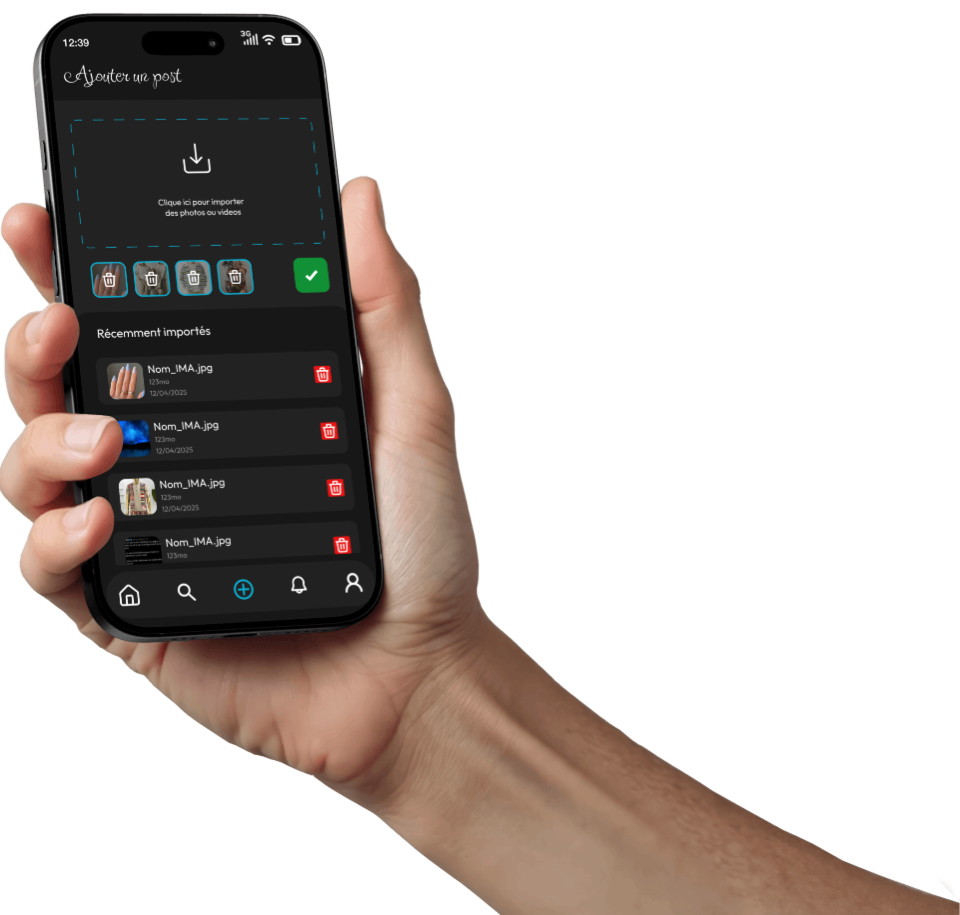 12:39
3G
Ajouter un post
Clique ici pour importer
des photos ou videos
Récemment importés
Nom_IMA.jpg
123mo
12/04/2025
Nom_IMA.jpg
123mo
12/04/2025
Nom_IMA.jpg
123mo
12/04/2025
Nom_IMA.jpg
123mo